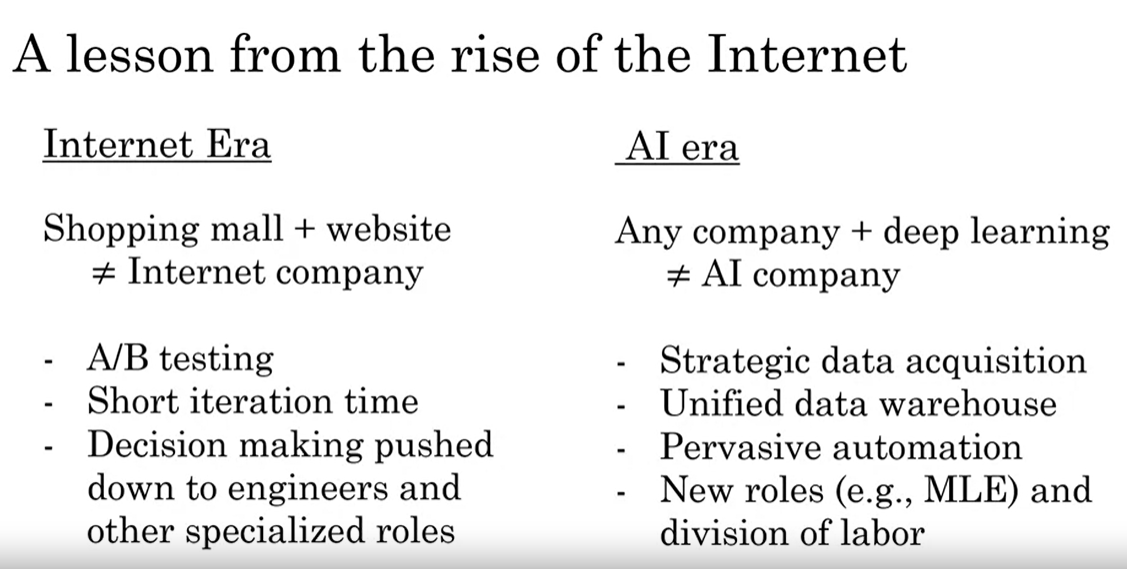 A lesson from the rise of the Internet
Internet Era
Shopping mall + website
≠ Internet company
- A/B testing
- Short iteration time
- Decision making pushed
down to engineers and
other specialized roles
AI era
Any company + deep learning
≠ AI company
- Strategic data acquisition
- Unified data warehouse
- Pervasive automation
- New roles (e.g., MLE) and
division of labor